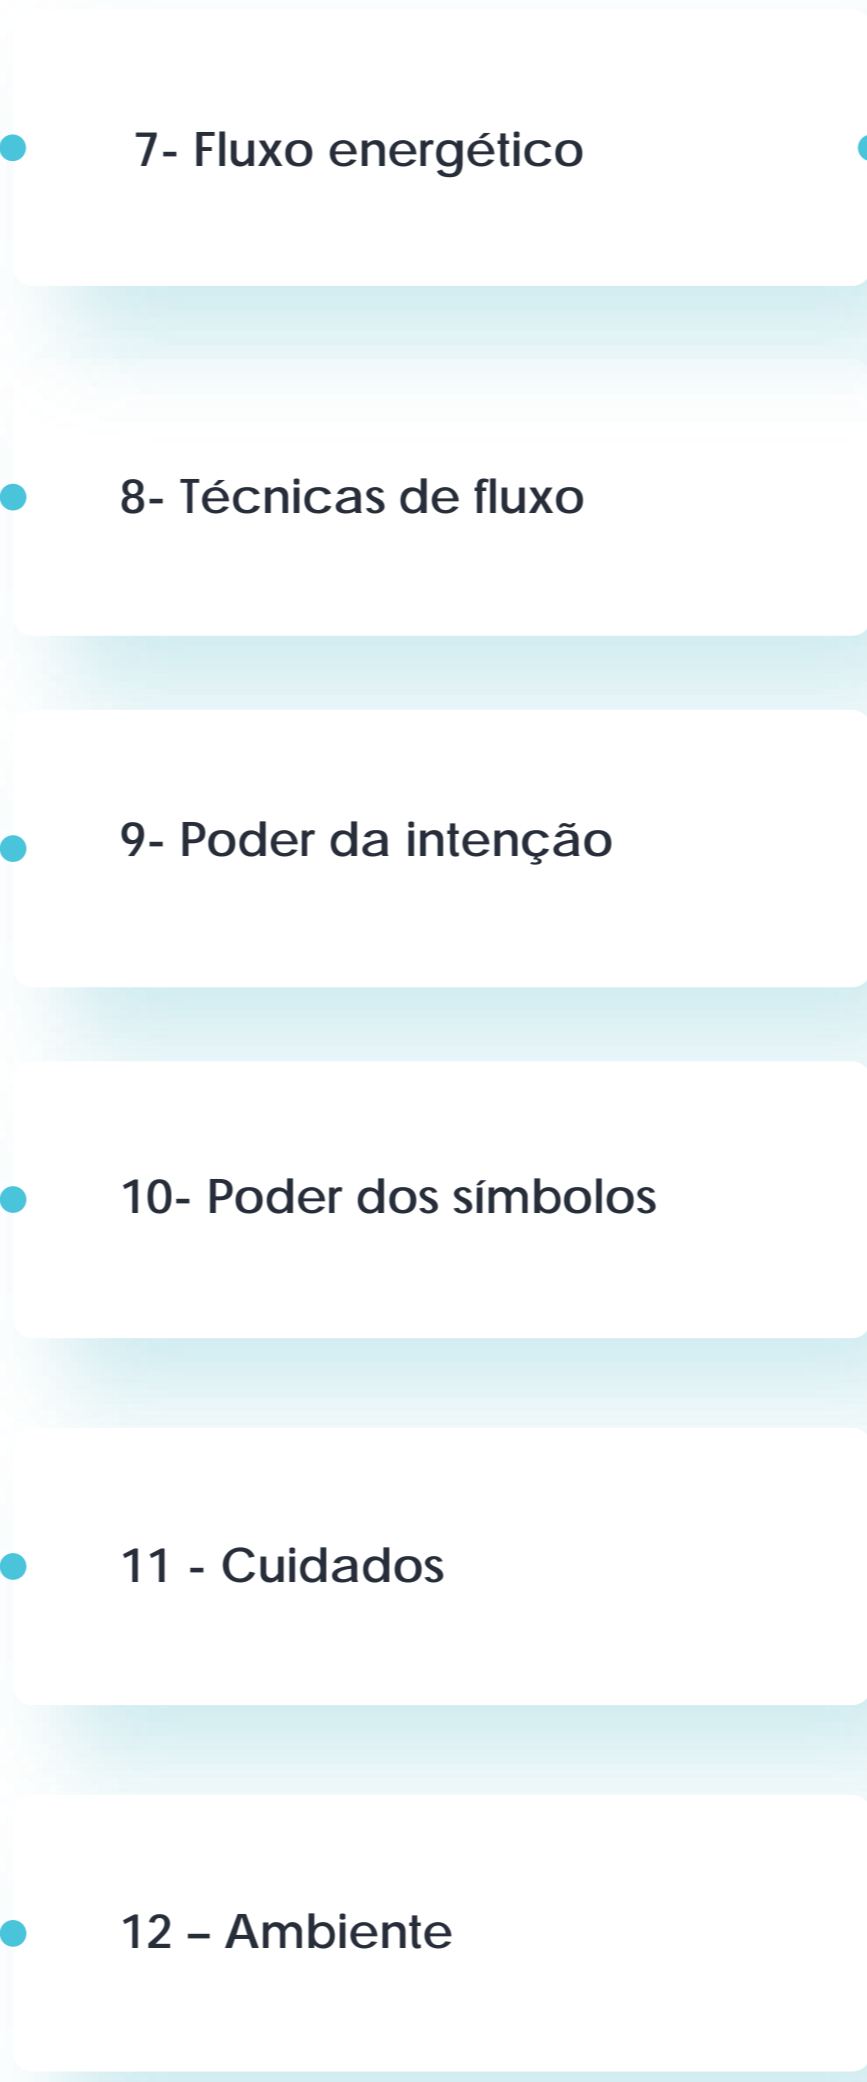 7- Fluxo energético
8- Técnicas de fluxo
9- Poder da intenção
10- Poder dos símbolos
11 - Cuidados
12 – Ambiente